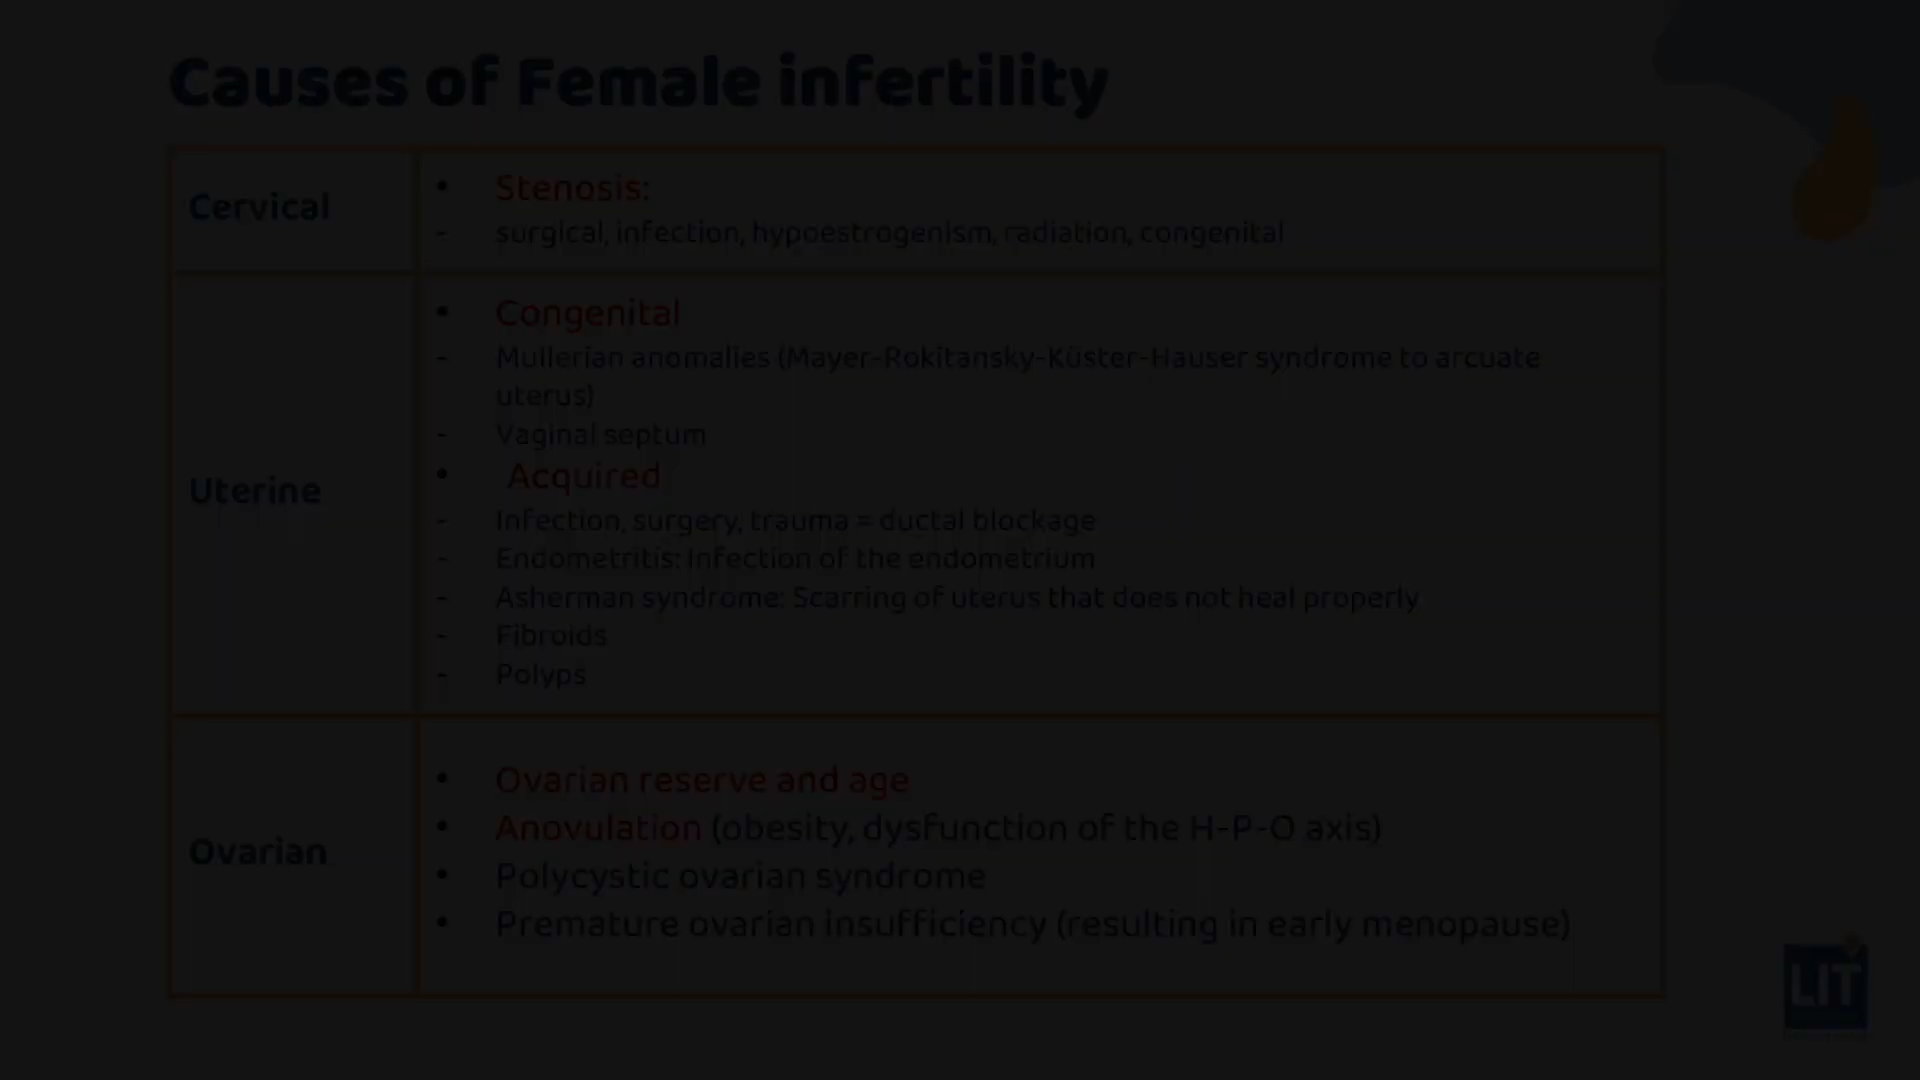 Causes of Female infertility
Cervical
• Stenosis:
- surgical, infection, hypoestrogenism, radiation, congenital
Uterine
• Congenital
- Mullerian anomalies (Mayer-Rokitansky-Küster-Hauser syndrome to arcuate
uterus)
- Vaginal septum
• Acquired
- Infection, surgery, trauma = ductal blockage
- Endometritis: Infection of the endometrium
- Asherman syndrome: Scarring of uterus that does not heal properly
- Fibroids
- Polyps
Ovarian
• Ovarian reserve and age
• Anovulation (obesity, dysfunction of the H-P-O axis)
• Polycystic ovarian syndrome
• Premature ovarian insufficiency (resulting in early menopause)
LIT